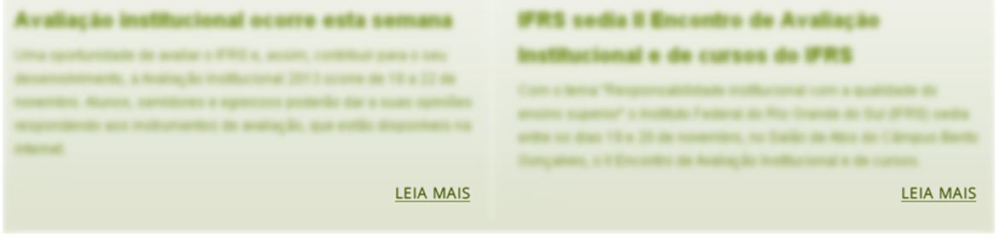 Avaliação institucional ocorre esta semana
Uma oportunidade de avaliar o IFRS e, assim, contribuir para o seu
desenvolvimento, a Avaliação Institucional 2013 ocorre de 18 a 22 de
novembro. Alunos, servidores e egressos poderão dar a suas opiniões
respondendo aos instrumentos de avaliação, que estão disponíveis na
internet.
LEIA MAIS
IFRS sedia II Encontro de Avaliação
Institucional e de cursos do IFRS
Com o tema "Responsabilidade institucional com a qualidade do
ensino superior" o Instituto Federal do Rio Grande do Sul (IFRS) sedia
entre os dias 19 e 20 de novembro, no Salão de Atos do Câmpus Bento
Gonçalves, o II Encontro de Avaliação Institucional e de cursos.
LEIA MAIS